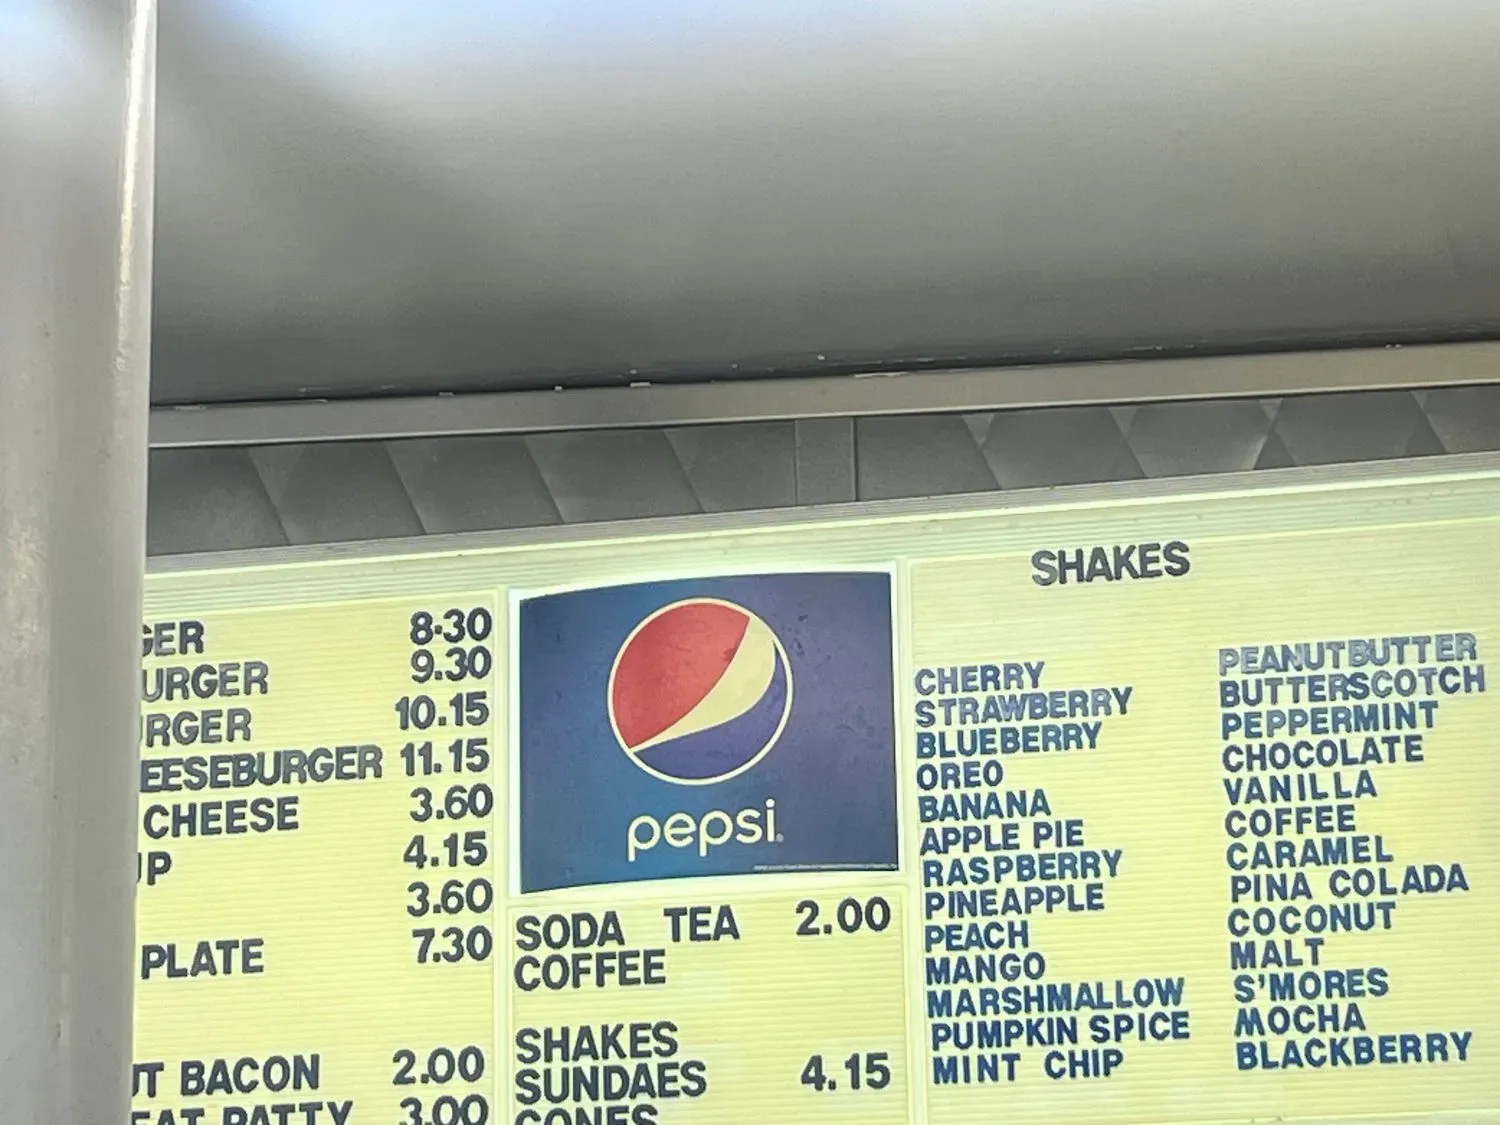 8.30
URGER 9.30
10.15
11.15
CHEESE 3.60
4.15
3.60
PLATE 7.30
BACON 2.00
PATTY 3.00
pepsi
SODA TEA 2.00
COFFEE
SHAKES
SUNDAES 4.15
CONES
SHAKES
CHERRY
STRAWBERRY
BLUEBERRY
OREO
BANANA
APPLE PIE
RASPBERRY
PINEAPPLE
PEACH
MANGO
MARSHMALLOW
PUMPKIN SPICE
MINT CHIP
PEANUTBUTTER
BUTTERSCOTCH
PEPPERMINT
CHOCOLATE
VANILLA
COFFEE
CARAMEL
PINA COLADA
COCONUT
MALT
S'MORES
MOCHA
BLACKBERRY